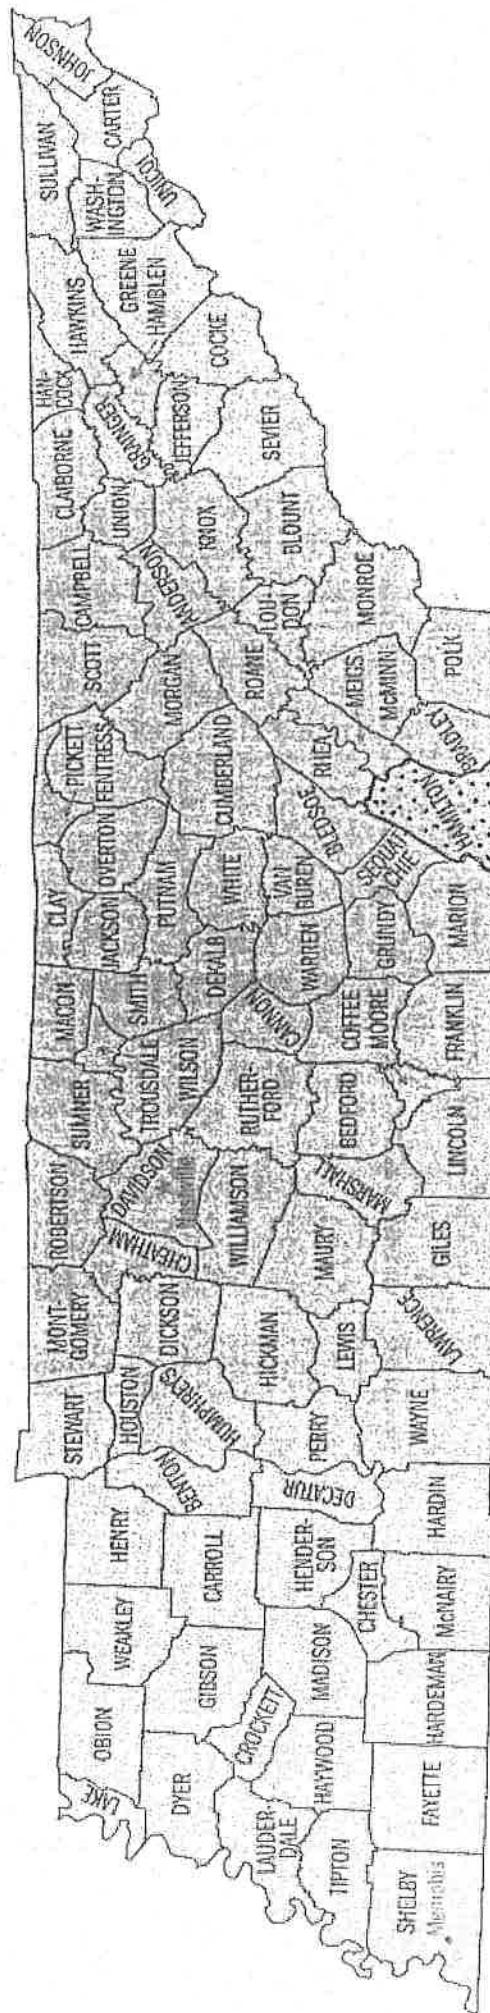 LAKE
OBION
WEAKLEY
HENRY
STENART
MONT-
GOMERY
ROBERTSON
SUMNER
MACON
CLAY
PICKETT
SCOTT
CAMPBELL
CLAIBORNE
HAN-
COCK
HAWKINS
SULLIVAN
JOHNSON
CARTER
WASH-
INGTON
UNICOI
GREENE
HAMBLEN
GRAINGER
UNION
ANDERSON
MORGAN
FENTRESS
OVERTON
JACKSON
SMITH
TROUSDALE
WILSON
DAVIDSON
Nashville
CHEATHAM
DICKSON
HOUSTON
HUMPHREYS
BENTON
CARROLL
GIBSON
DYER
CROCKETT
LAUDER-
DALE
HAYWOOD
MADISON
HENDER-
SON
DECATUR
PERRY
HICKMAN
WILLIAMSON
RUTHER-
FORD
CANNON
DEKALB
PUTNAM
WHITE
CUMBERLAND
ROANE
KNOX
JEFFERSON
COCKE
SEVIER
BLOUNT
LOU-
DON
MONROE
MEIGS
McMINN
RHEA
BLEDSOE
VAN
BUREN
WARREN
SEQUAT
CHIE
GRUNDY
COFFEE
MOORE
BEDFORD
MARSHALL
MAURY
LEWIS
CHESTER
TIPTON
SHELBY
Memphis
FAYETTE
HARDEMAN
McNAIRY
HARDIN
WAYNE
LAWRENCE
GILES
LINCOLN
FRANKLIN
MARION
HAMILTON
BRADLEY
POLK